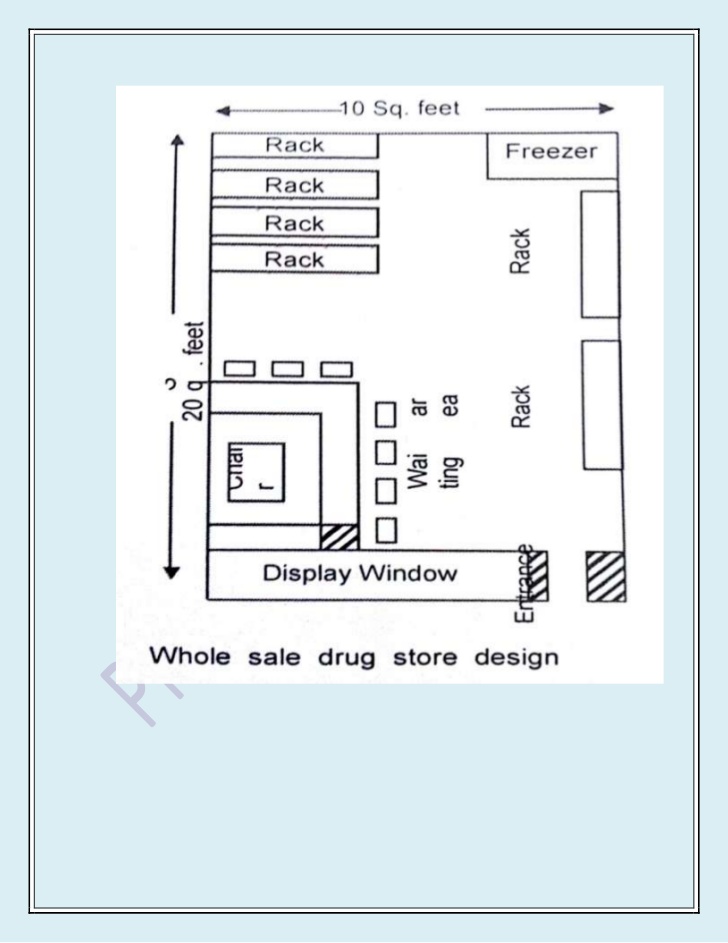 10 Sq. feet
Rack
Freezer
Rack
Rack
Rack
Rack
20
. feet
Chai
r
ar
ea
Wai
ting
Rack
Display Window
Entrance
Whole sale drug store design